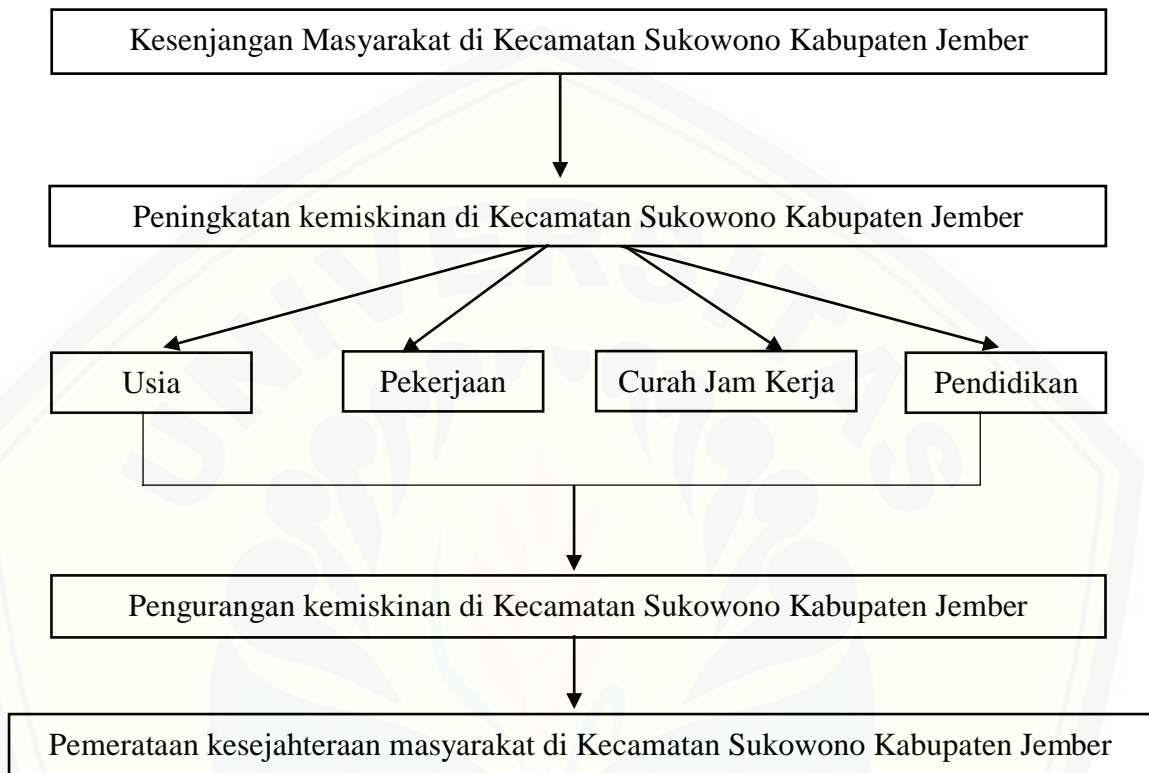 Kesenjangan Masyarakat di Kecamatan Sukowono Kabupaten Jember
Peningkatan kemiskinan di Kecamatan Sukowono Kabupaten Jember
Usia
Pekerjaan
Curah Jam Kerja
Pendidikan
Pengurangan kemiskinan di Kecamatan Sukowono Kabupaten Jember
Pemerataan kesejahteraan masyarakat di Kecamatan Sukowono Kabupaten Jember
UNIVERSITAS